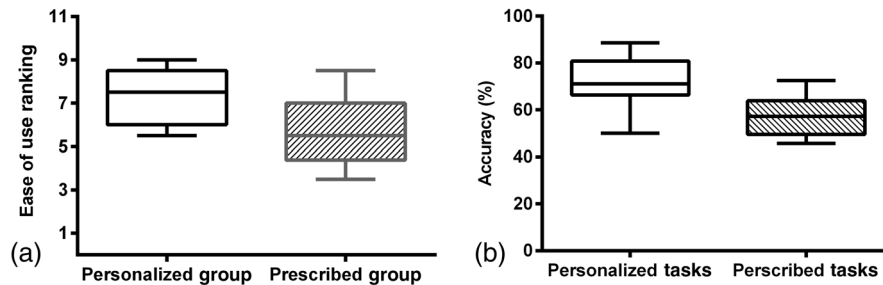 11
9
7
5
3
1
Ease of use ranking
(a)
Personalized group
Prescribed group
100
80
60
40
20
0
Accuracy (%)
(b)
Personalized tasks
Perscribed tasks